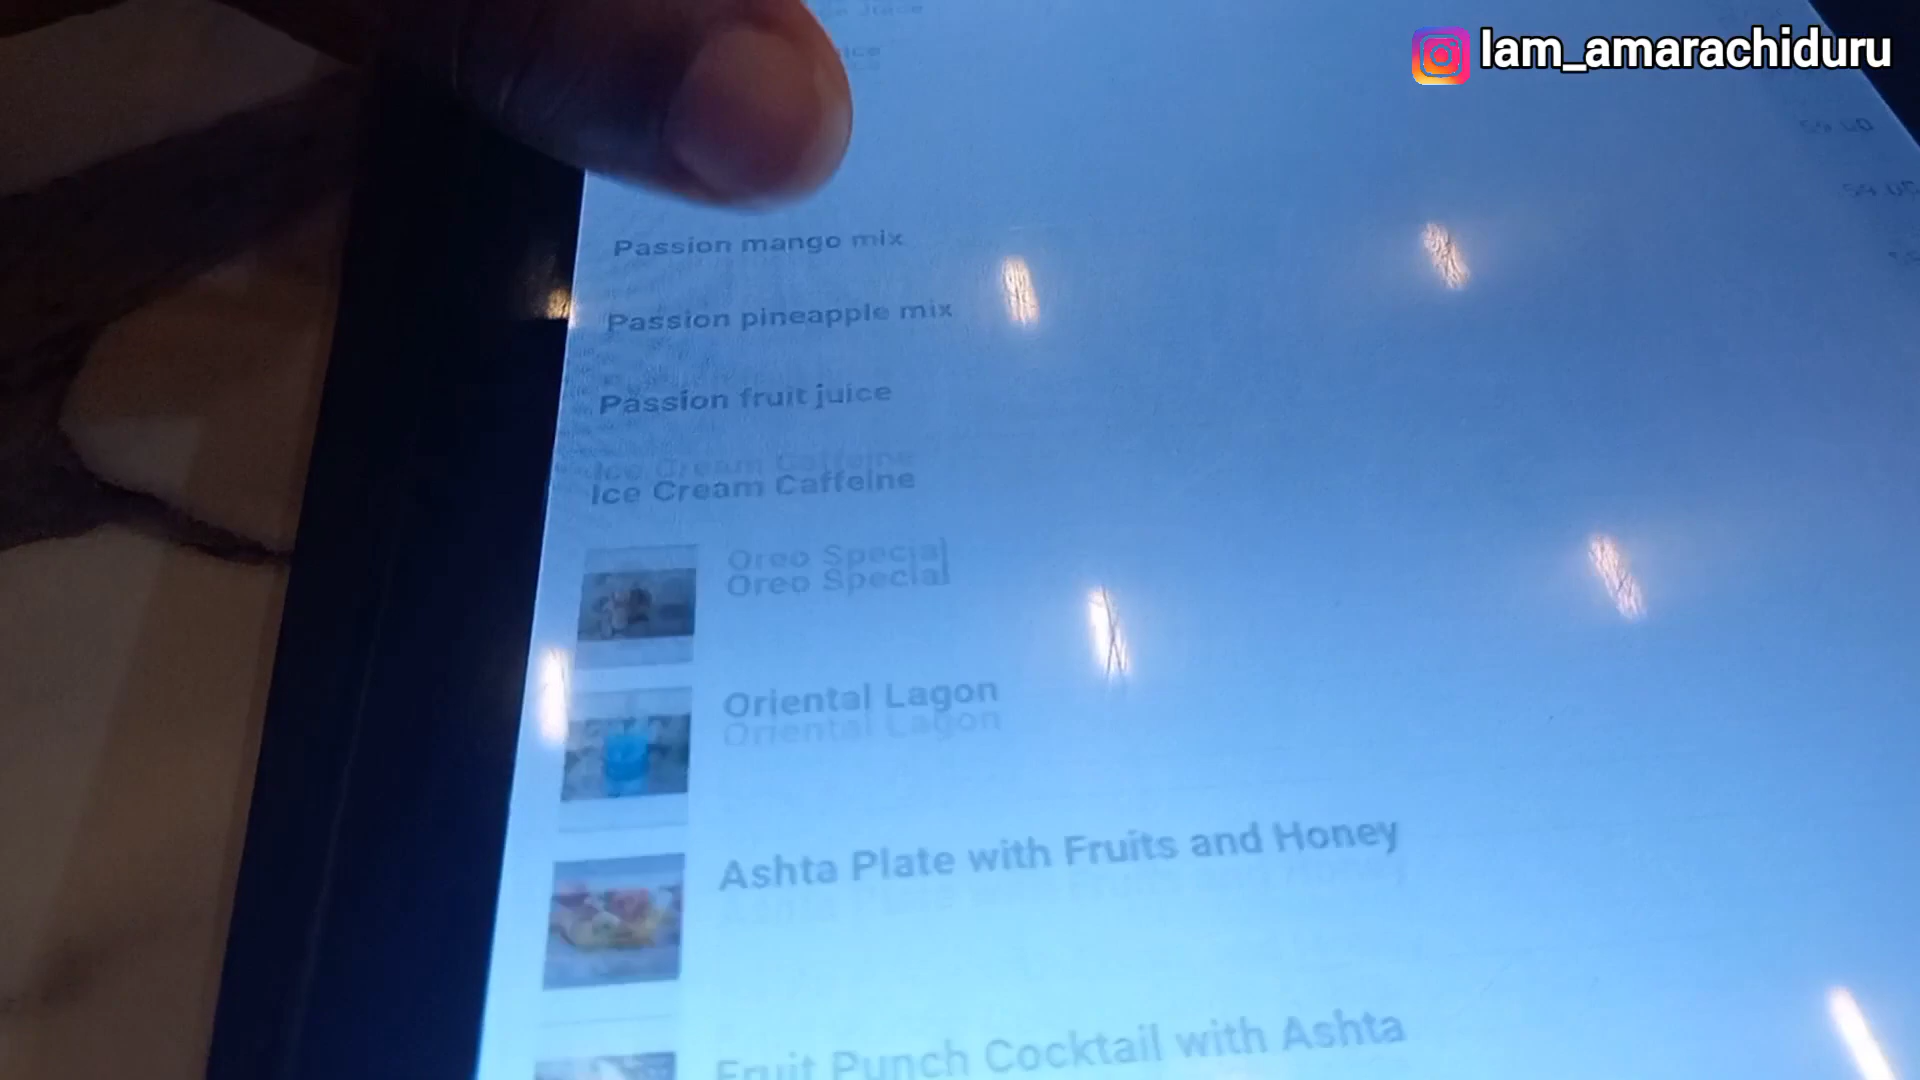 Iam_amarachiduru
Passion mango mix
Passion pineapple mix
Passion fruit juice
Ice Cream Caffeine
Oreo Special
Oriental Lagon
Ashta Plate with Fruits and Honey
Fruit Punch Cocktail with Ashta